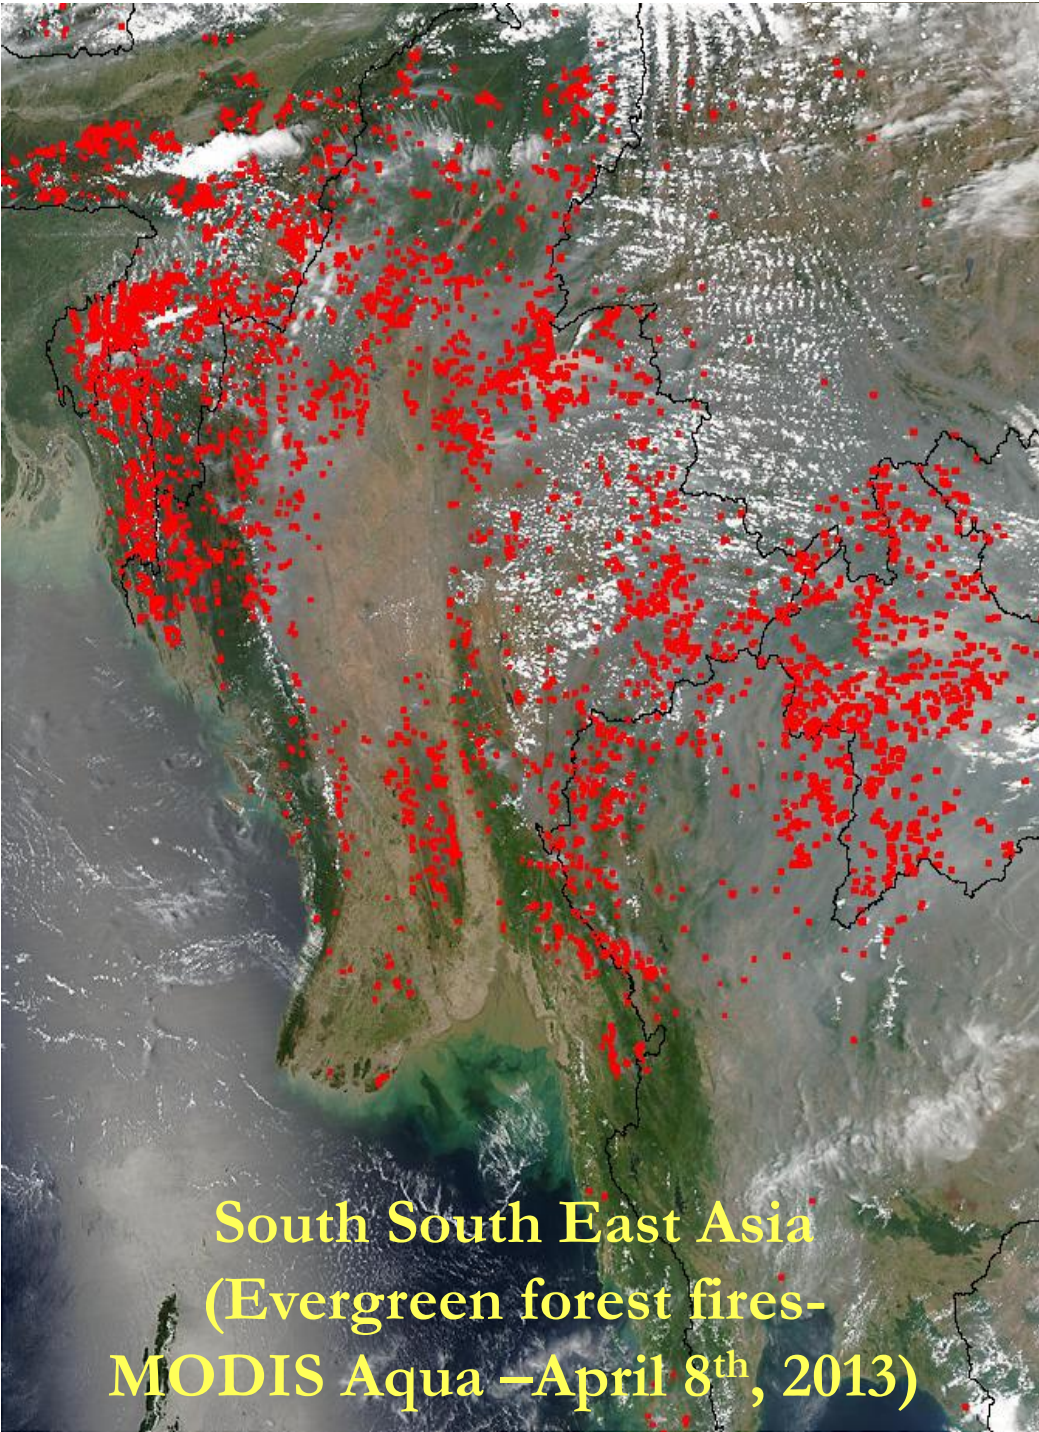 South South East Asia
(Evergreen forest fires-
MODIS Aqua –April 8th, 2013)